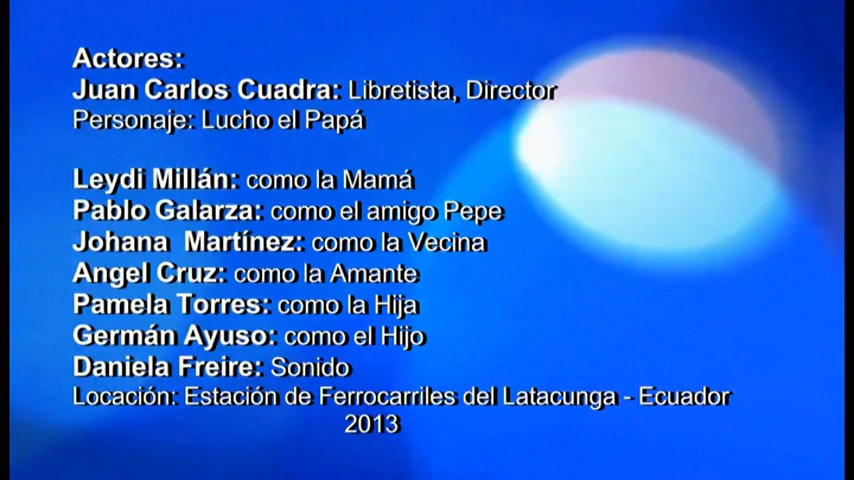 Actores:
Juan Carlos Cuadra: Libretista, Director
Personaje: Lucho el Papá
Leydi Millán: como la Mamá
Pablo Galarza: como el amigo Pepe
Johana Martínez: como la Vecina
Angel Cruz: como la Amante
Pamela Torres: como la Hija
Germán Ayuso: como el Hijo
Daniela Freire: Sonido
Locación: Estación de Ferrocarriles del Latacunga - Ecuador
2013